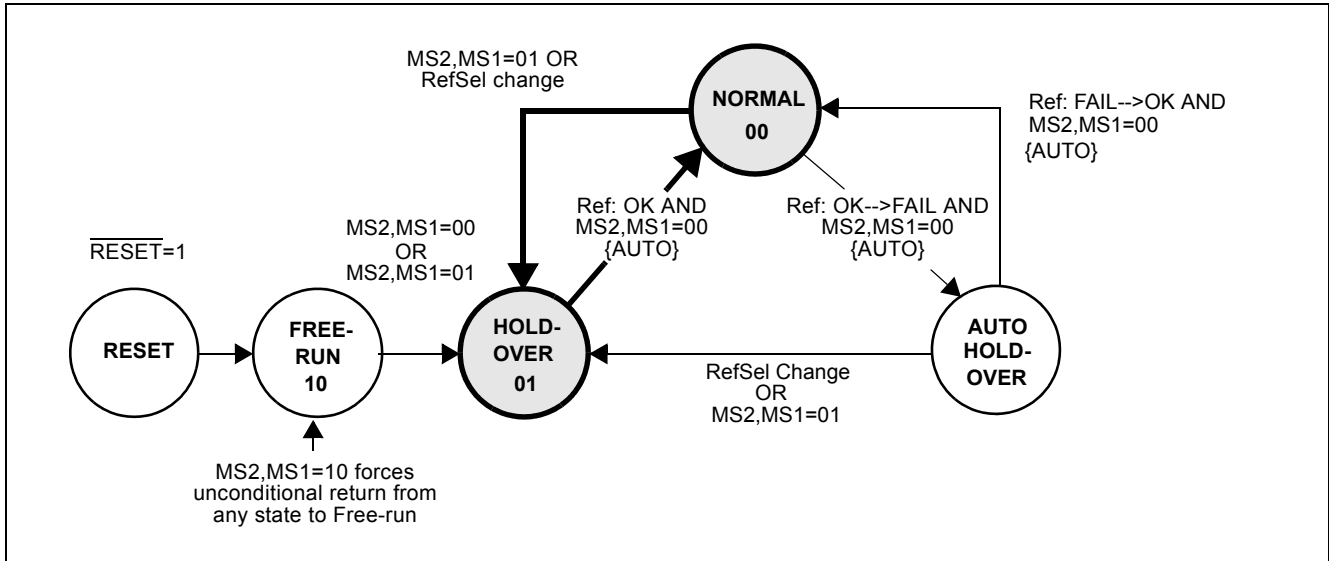 MS2,MS1=01 OR
RefSel change
NORMAL
00
Ref: FAIL-->OK AND
MS2,MS1=00
{AUTO}
Ref: OK AND
MS2,MS1=00
{AUTO}
Ref: OK-->FAIL AND
MS2,MS1=00
{AUTO}
MS2,MS1=00
OR
MS2,MS1=01
RESET=1
RESET
FREE-
RUN
10
HOLD-
OVER
01
AUTO
HOLD-
OVER
RefSel Change
OR
MS2,MS1=01
MS2,MS1=10 forces
unconditional return from
any state to Free-run